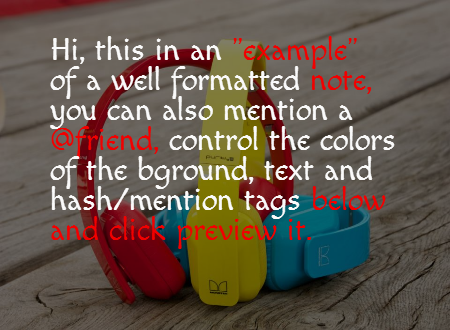 Hi, this in an "example"
of a well formatted note,
you can also mention a
@friend, control the colors
of the bground, text and
hash/mention tags below
and click preview it.